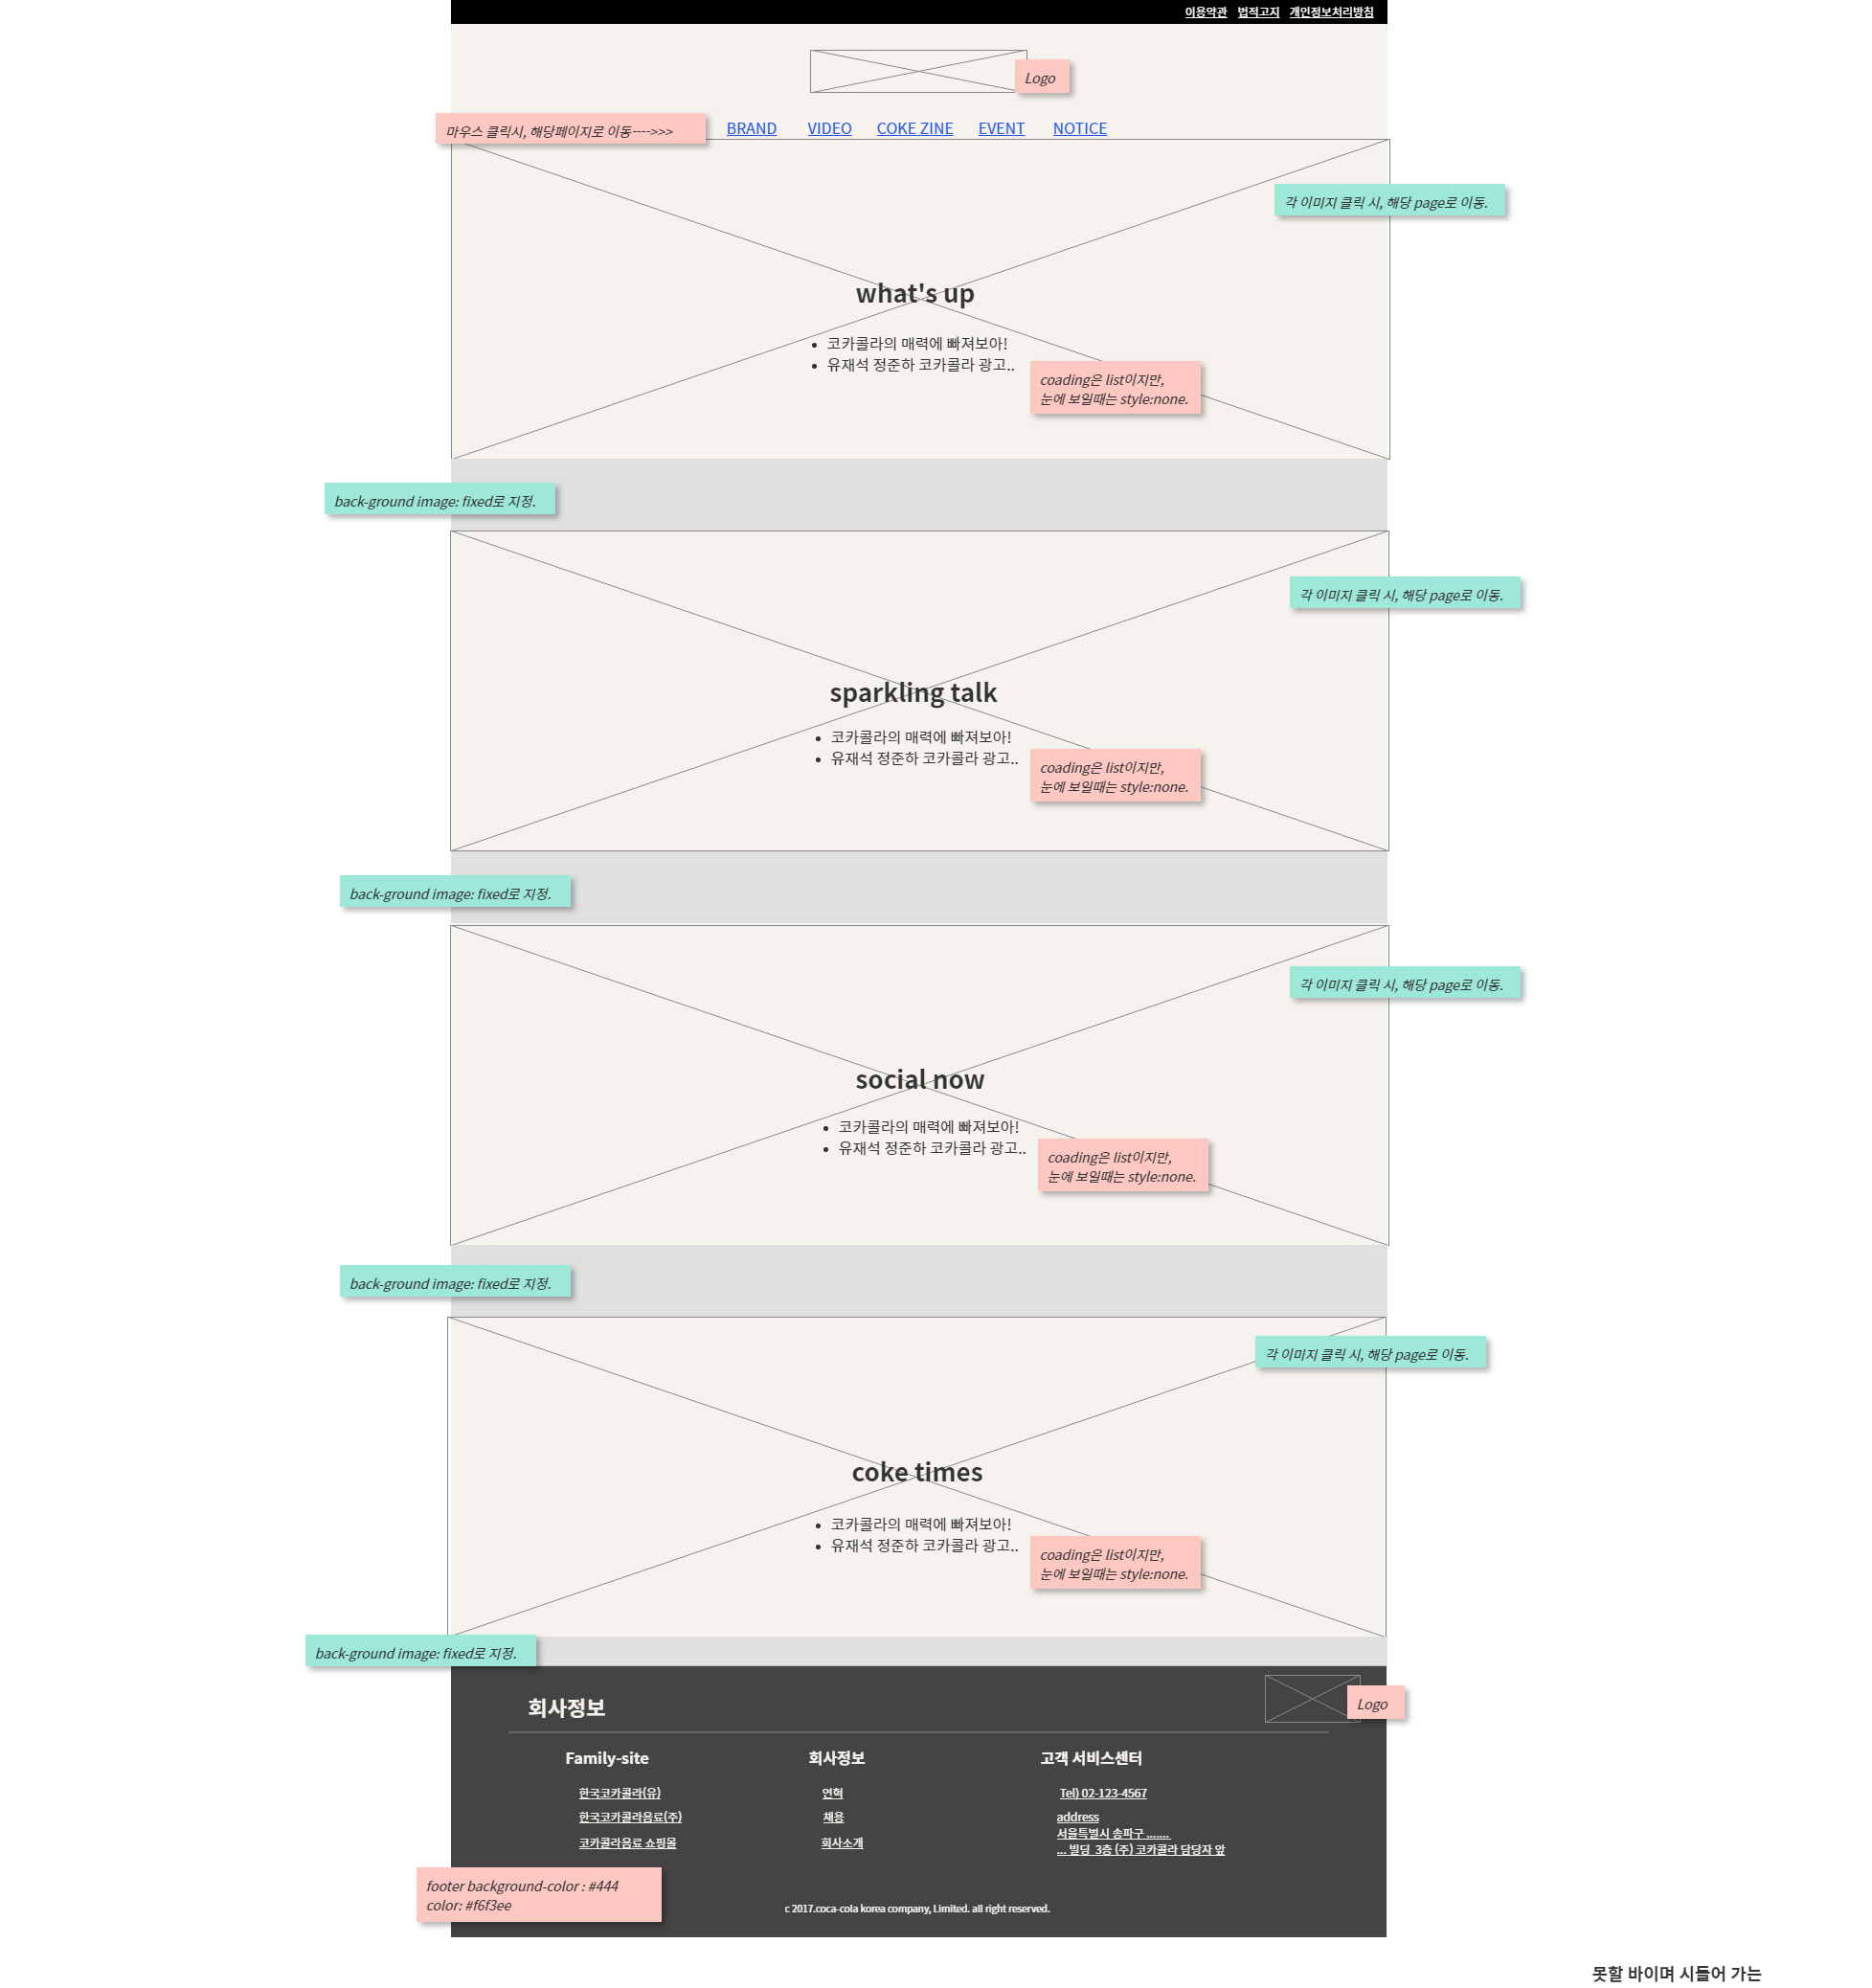 이용약관 법적고지 개인정보처리방침
Logo
마우스 클릭시, 해당페이지로 이동---->>>
BRAND VIDEO COKE ZINE EVENT NOTICE
각 이미지 클릭 시, 해당 page로 이동.
what's up
코카콜라의 매력에 빠져보아!
유재석 정준하 코카콜라 광고..
coading은 list이지만,
눈에 보일때는 style:none.
back-ground image: fixed로 지정.
각 이미지 클릭 시, 해당 page로 이동.
sparkling talk
코카콜라의 매력에 빠져보아!
유재석 정준하 코카콜라 광고..
coading은 list이지만,
눈에 보일때는 style:none.
back-ground image: fixed로 지정.
각 이미지 클릭 시, 해당 page로 이동.
social now
코카콜라의 매력에 빠져보아!
유재석 정준하 코카콜라 광고..
coading은 list이지만,
눈에 보일때는 style:none.
back-ground image: fixed로 지정.
각 이미지 클릭 시, 해당 page로 이동.
coke times
코카콜라의 매력에 빠져보아!
유재석 정준하 코카콜라 광고..
coading은 list이지만,
눈에 보일때는 style:none.
back-ground image: fixed로 지정.
회사정보
Logo
Family-site 회사정보 고객 서비스센터
한국코카콜라(유) 연혁 Tel) 02-123-4567
한국코카콜라음료(주) 채용 address
서울특별시 송파구 .......
코카콜라음료 쇼핑몰 회사소개 ... 빌딩 3층 (주) 코카콜라 담당자 앞
footer background-color : #444
color: #f6f3ee
c 2017.coca-cola korea company, Limited. all right reserved.
못할 바이며 시들어 가는